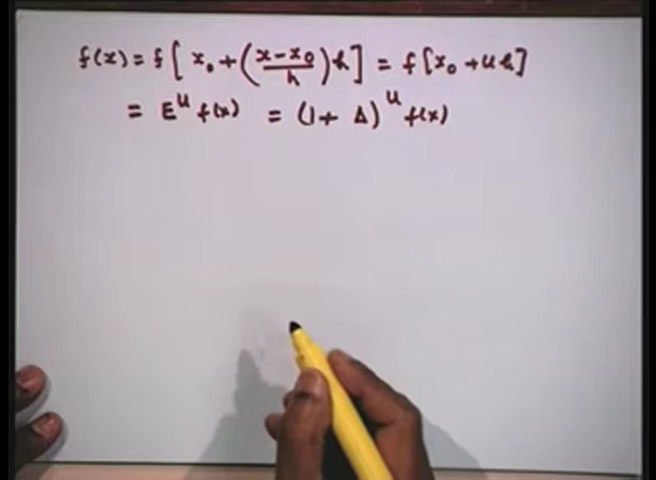 f(x) = f [ x₀ + ( (x-x₀)/h ) h ] = f [x₀ + uh]
= E^u f(x) = (1+ Δ)^u f(x)